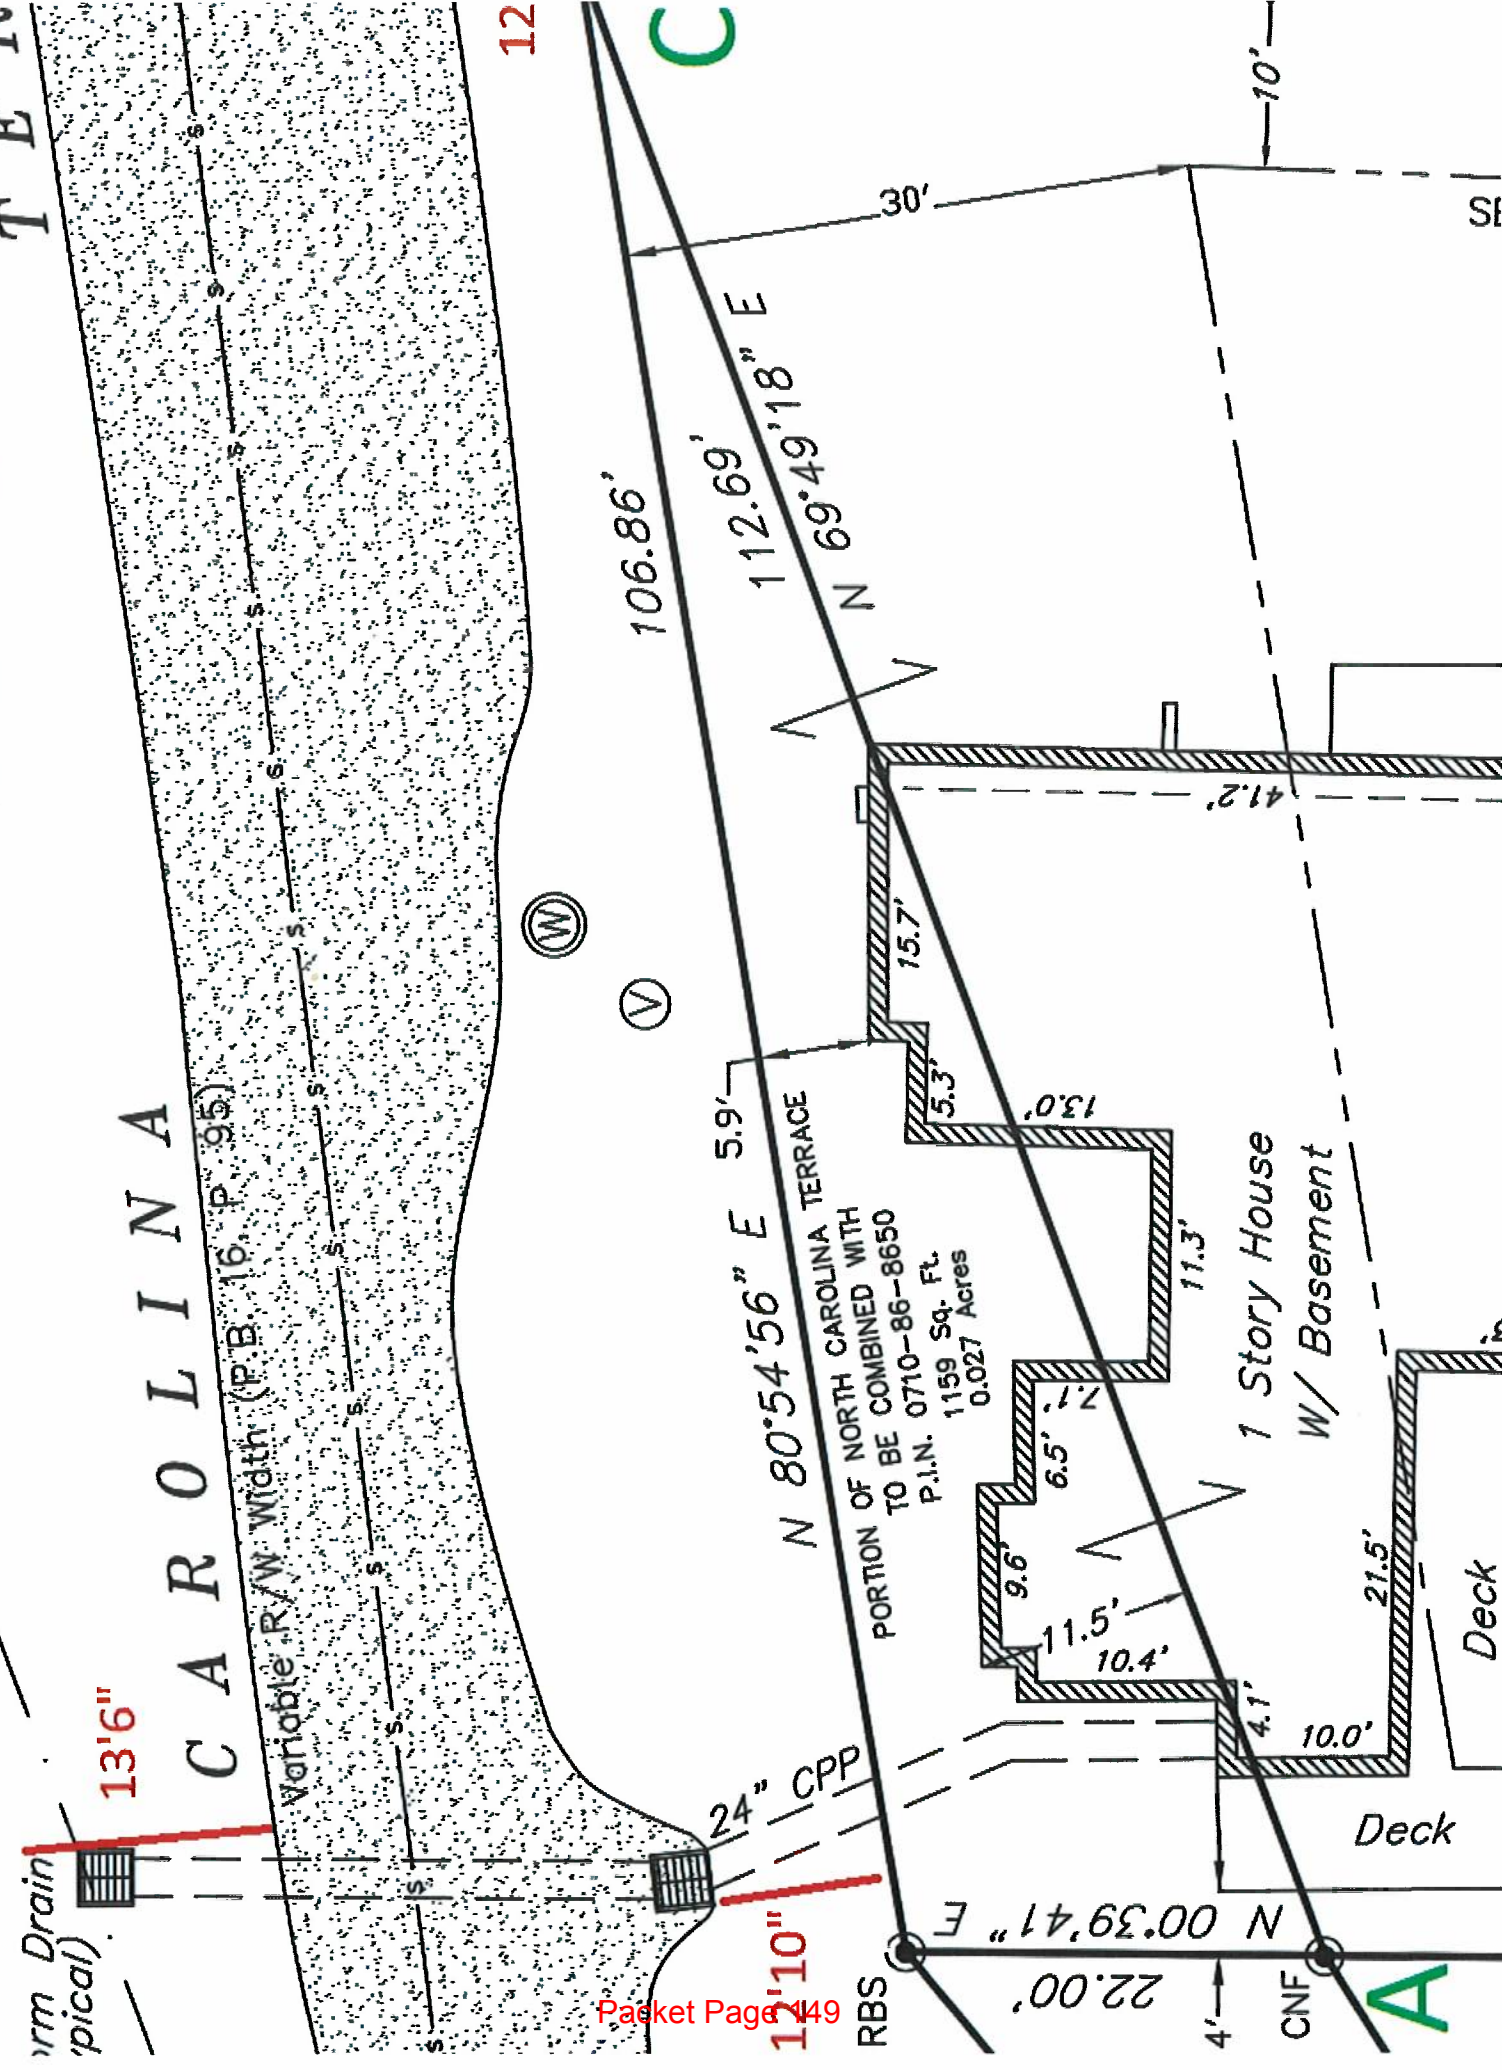 T E
C A R O L I N A
Variable R/W Width (P.B. 16, P. 95)
Drain
13'6"
12
C
S
S
S
S
S
S
S
S
S
S
S
S
S
W
V
106.86'
N 80°54'56" E
112.69'
N 69°49'18" E
30'
10'
5.9'
PORTION OF NORTH CAROLINA TERRACE
TO BE COMBINED WITH
P.I.N. 0710-86-8650
1159 Sq. Ft.
0.027 Acres
15.7'
5.3'
13.0'
11.3'
7.1'
6.5'
9.6'
11.5'
10.4'
4.1'
10.0'
21.5'
41.2'
1 Story House
W/ Basement
Deck
Deck
24" CPP
12'10"
RBS
N 00°39'41" E
22.00'
4'
CNF
A
Packet Page 149